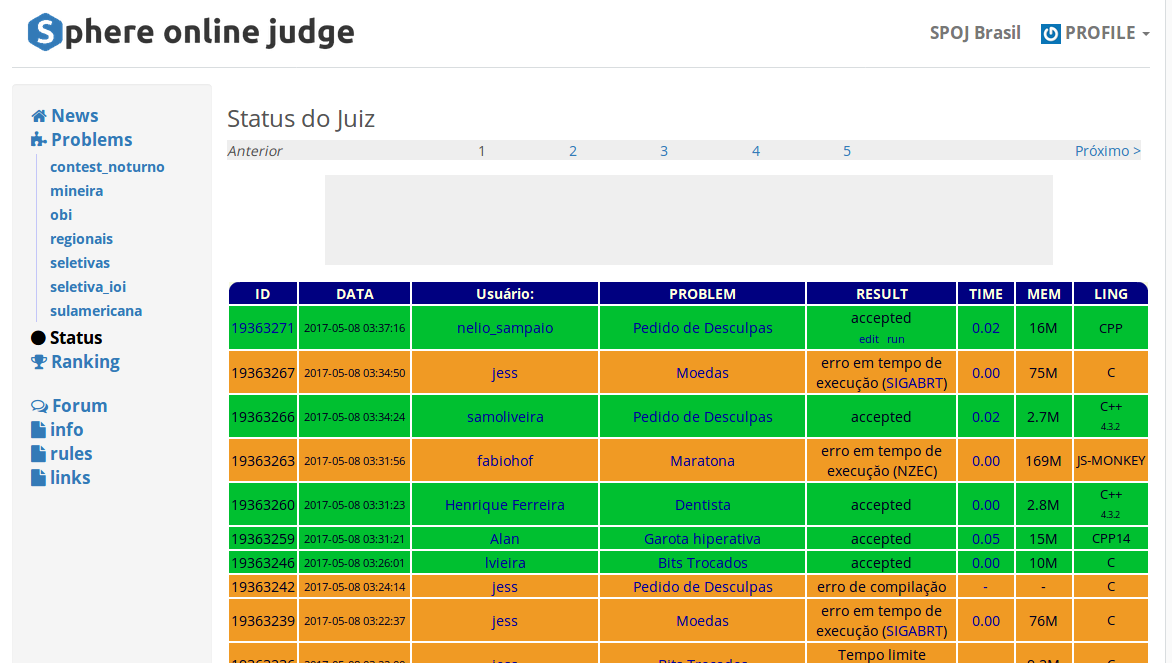 Sphere online judge
SPOJ Brasil PROFILE
News
Problems
contest_noturno
mineira
obi
regionais
seletivas
seletiva_ioi
sulamericana
Status
Ranking
Forum
info
rules
links
Status do Juiz
Anterior 1 2 3 4 5 Próximo >
ID DATA Usuário: PROBLEM RESULT TIME MEM LING
19363271 2017-05-08 03:37:16 nelio_sampaio Pedido de Desculpas accepted 0.02 16M CPP
edit run
19363267 2017-05-08 03:34:50 jess Moedas erro em tempo de 0.00 75M C
execução (SIGABRT)
19363266 2017-05-08 03:34:24 samoliveira Pedido de Desculpas accepted 0.02 2.7M C++
4.3.2
19363263 2017-05-08 03:31:56 fabiohof Maratona erro em tempo de 0.00 169M JS-MONKEY
execução (NZEC)
19363260 2017-05-08 03:31:23 Henrique Ferreira Dentista accepted 0.00 2.8M C++
4.3.2
19363259 2017-05-08 03:31:21 Alan Garota hiperativa accepted 0.05 15M CPP14
19363246 2017-05-08 03:26:01 lvieira Bits Trocados accepted 0.00 10M C
19363242 2017-05-08 03:24:14 jess Pedido de Desculpas erro de compilação - - C
19363239 2017-05-08 03:22:37 jess Moedas erro em tempo de 0.00 76M C
execução (SIGABRT)
Tempo limite
jess Bits Trocados